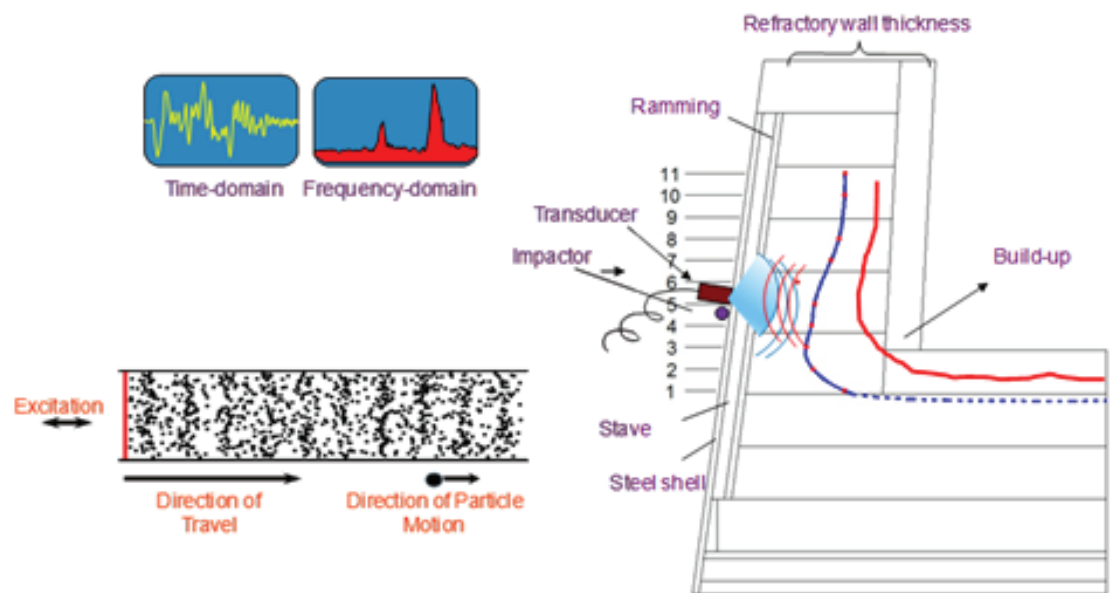 Refractory wall thickness
Ramming
Time-domain
Frequency-domain
11
10
9
8
7
6
5
4
3
2
1
Transducer
Impactor
Build-up
Excitation
Stave
Steel shell
Direction of
Travel
Direction of Particle
Motion